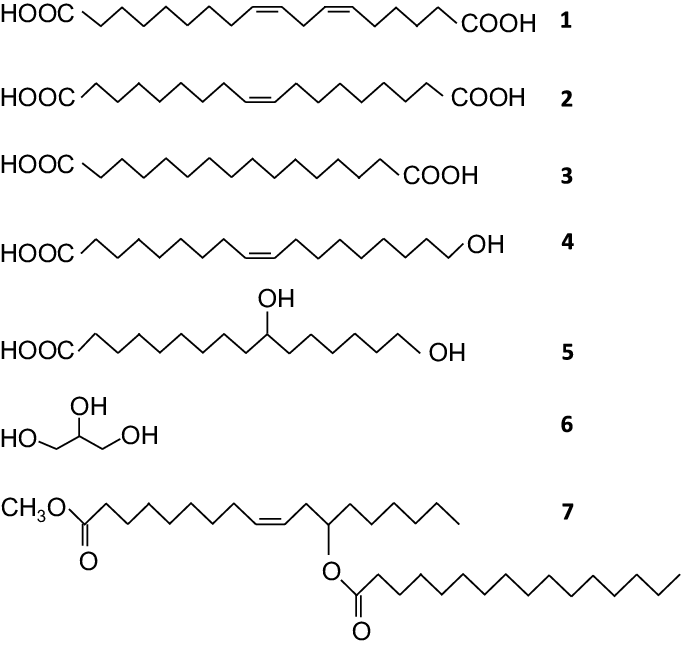 HOOC COOH 1
HOOC COOH 2
HOOC COOH 3
HOOC OH 4
OH
HOOC OH 5
OH
HO OH 6
CH3O 7
O
O
O